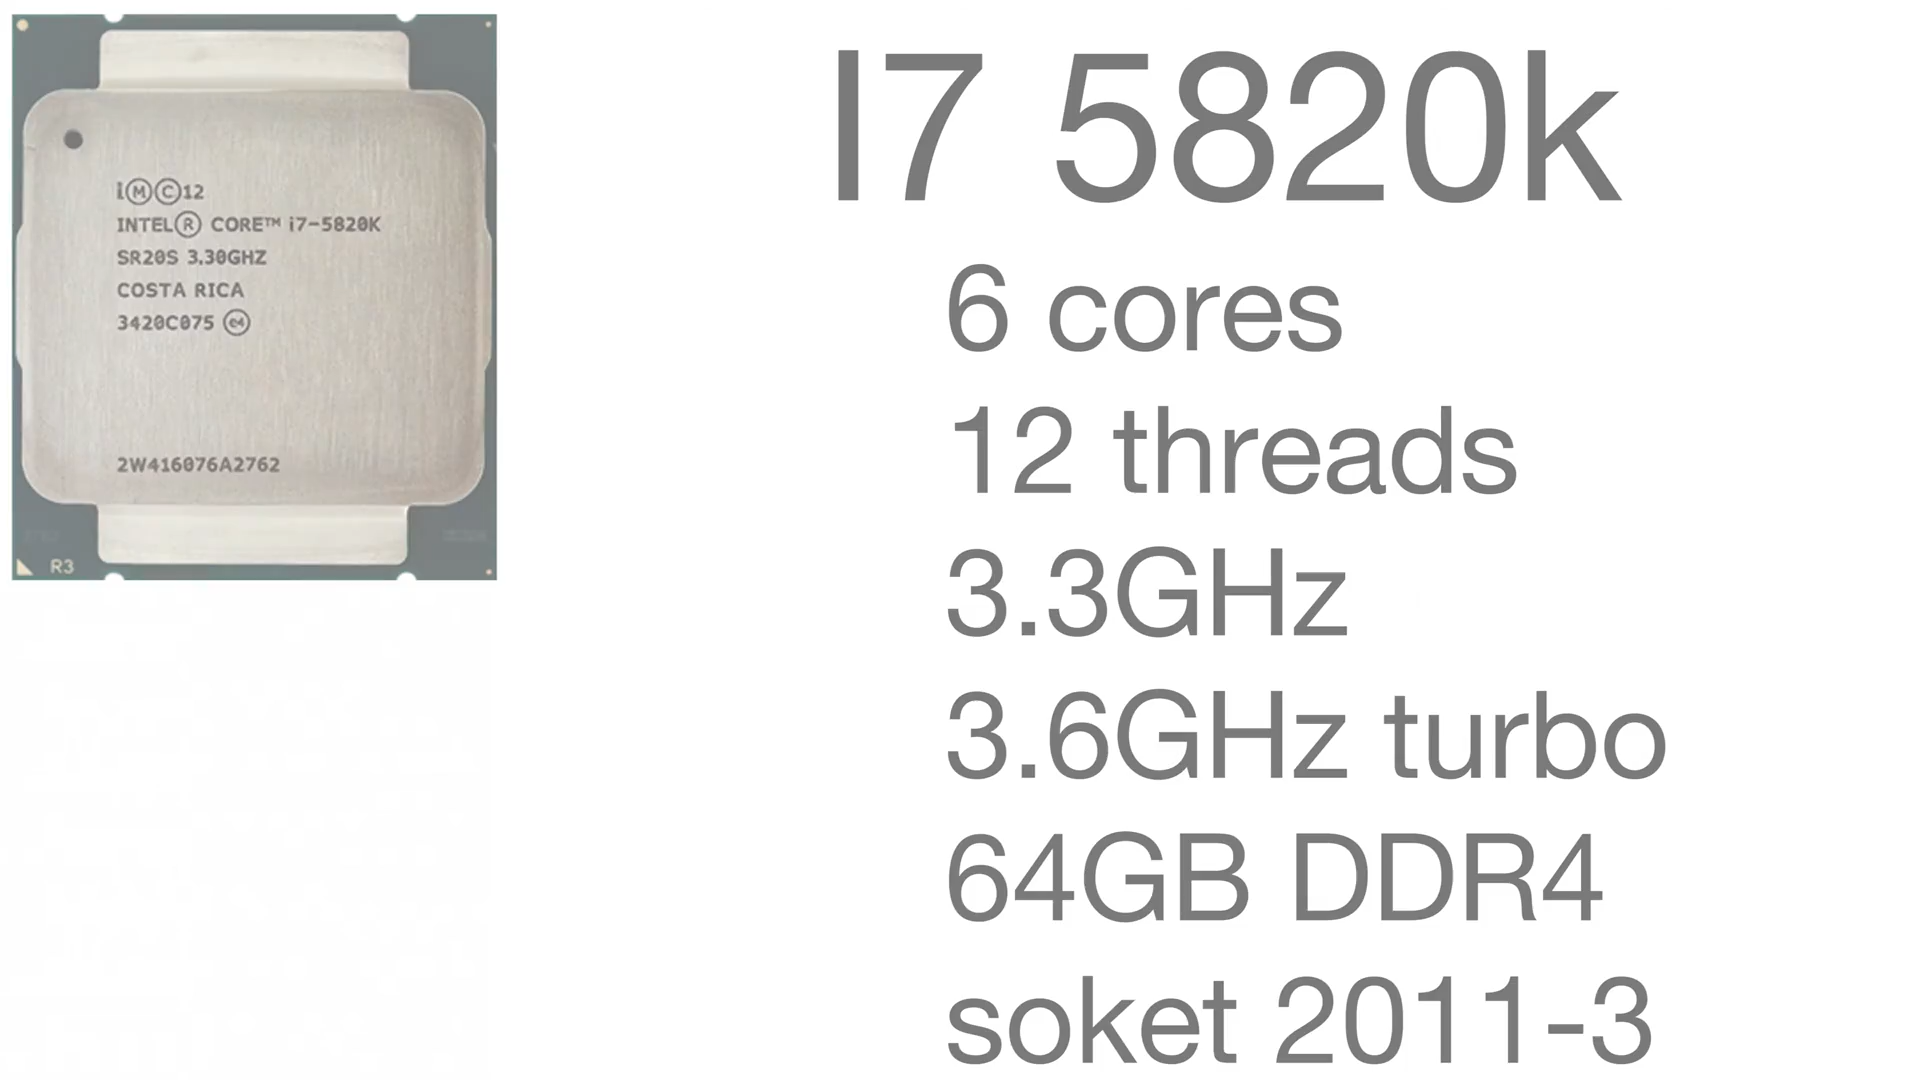 i(M)(C)12
INTEL® CORE™ i7-5820K
SR20S 3.30GHZ
COSTA RICA
3420C075 (e4)
2W416076A2762
R3
I7 5820k
6 cores
12 threads
3.3GHz
3.6GHz turbo
64GB DDR4
soket 2011-3